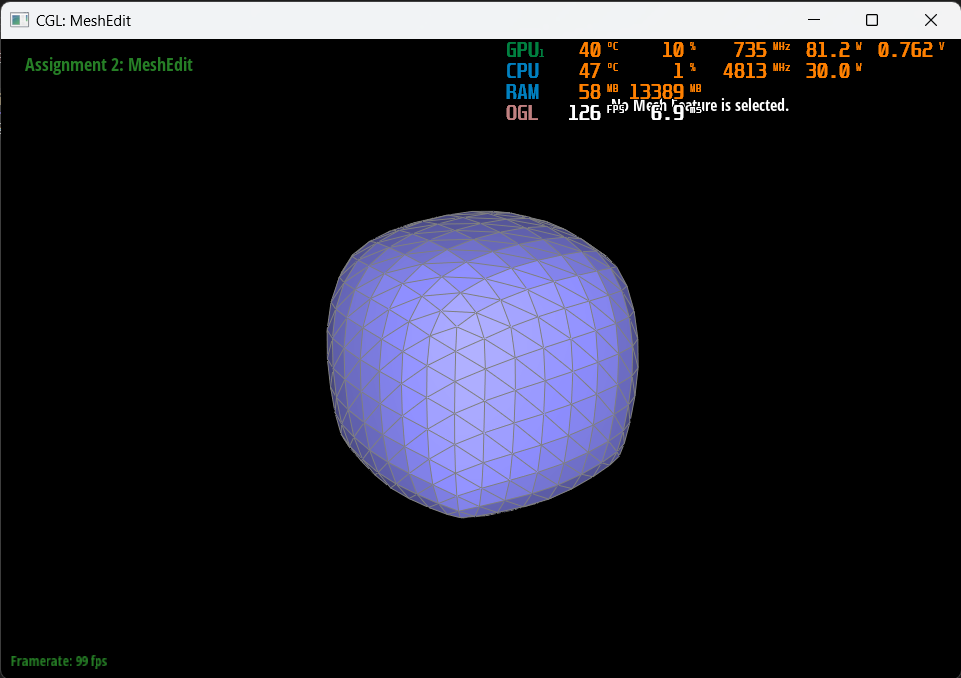 CGL: MeshEdit
Assignment 2: MeshEdit
GPU1 40 °C 10 % 735 MHz 81.2 W 0.762 V
CPU 47 °C 1 % 4813 MHz 30.0 W
RAM 58 MB 13389 MB
No Mesh Feature is selected.
OGL 126 FPS 6.9 ms
Framerate: 99 fps